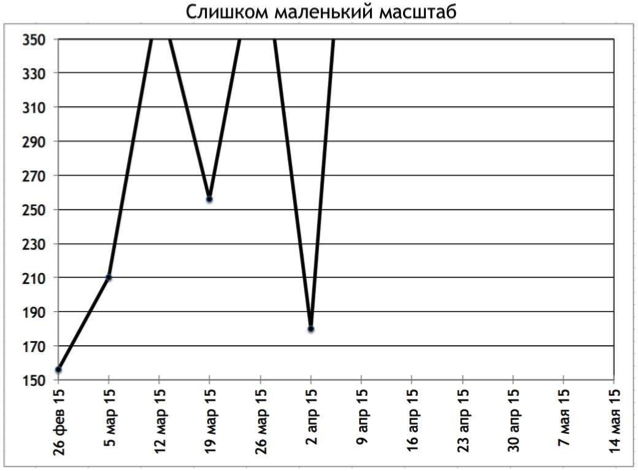 Слишком маленький масштаб
350
330
310
290
270
250
230
210
190
170
150
26 фев 15
5 мар 15
12 мар 15
19 мар 15
26 мар 15
2 апр 15
9 апр 15
16 апр 15
23 апр 15
30 апр 15
7 мая 15
14 мая 15